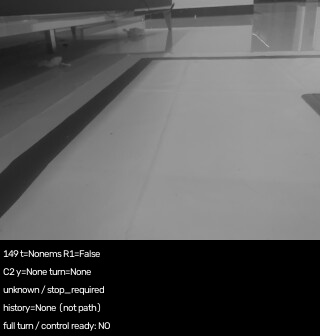 149 t=Nonems R1=False
C2 y=None turn=None
unknown / stop_required
history=None (not path)
full turn / control ready: NO